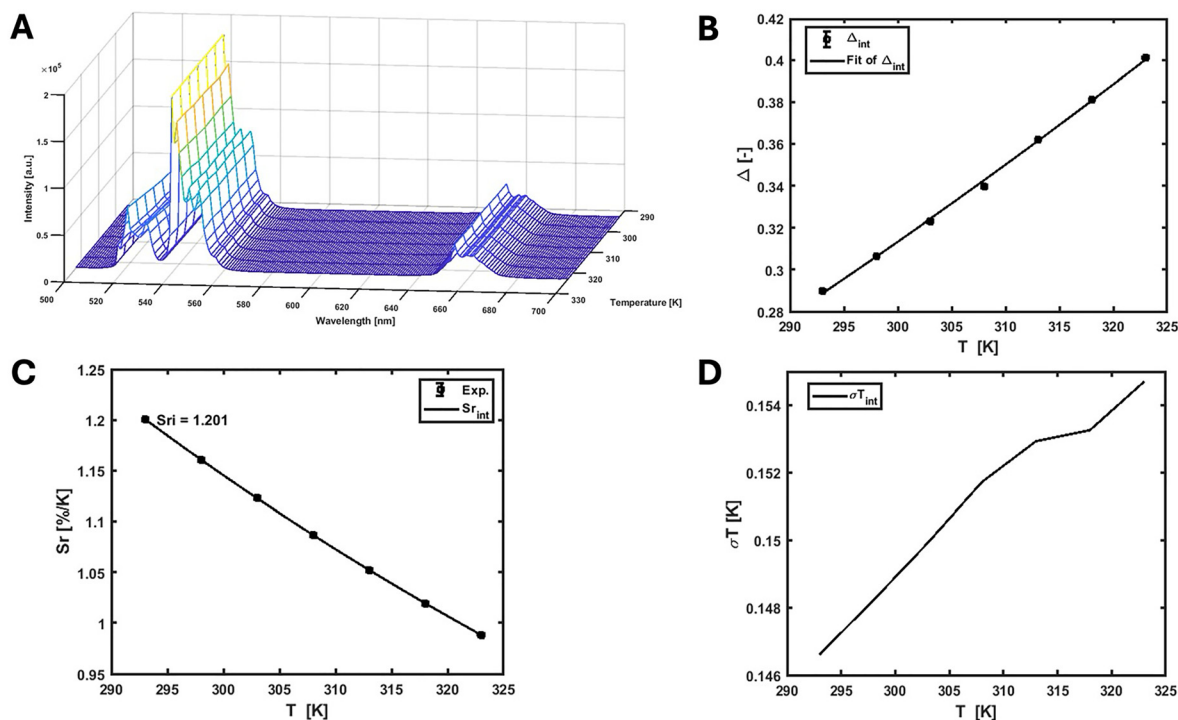 A
×10⁵
2
1.5
1
0.5
0
Intensity [a.u.]
500
520
540
560
580
600
620
640
660
680
700
Wavelength [nm]
290
300
310
320
330
Temperature [K]
B
0.42
0.4
0.38
0.36
0.34
0.32
0.3
0.28
Δ [-]
Δint
Fit of Δint
290 295 300 305 310 315 320 325
T [K]
C
1.25
1.2
1.15
1.1
1.05
1
0.95
Sr [%/K]
Sri = 1.201
Exp.
Srint
290 295 300 305 310 315 320 325
T [K]
D
0.154
0.152
0.15
0.148
0.146
σT [K]
σTint
290 295 300 305 310 315 320 325
T [K]